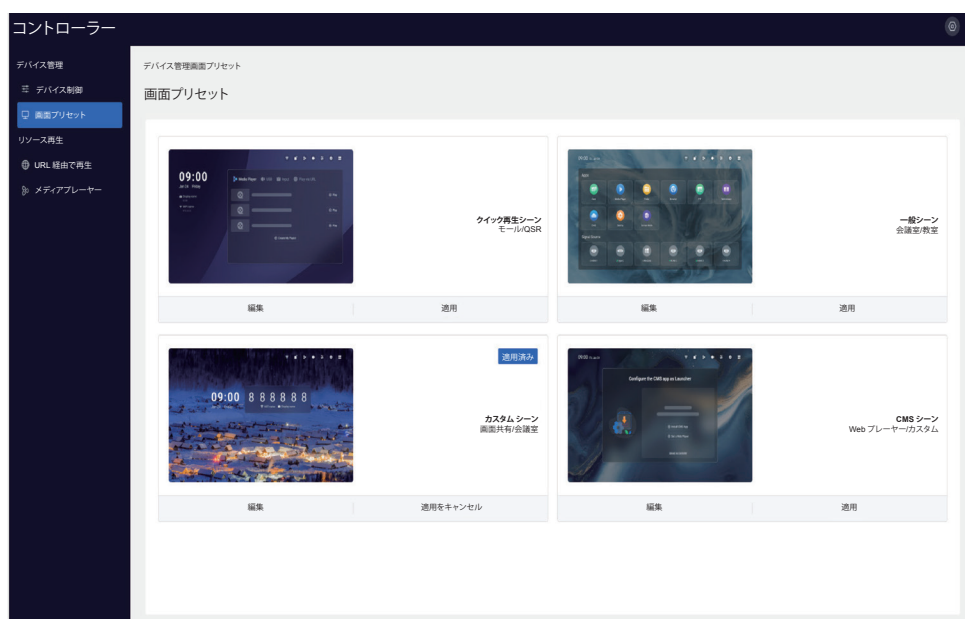 コントローラー
デバイス管理
デバイス制御
画面プリセット
リソース再生
URL 経由で再生
メディアプレーヤー
デバイス管理画面プリセット
画面プリセット
09:00
クイック再生シーン
モール/QSR
編集
適用
09:00
Apps
一般シーン
会議室/教室
編集
適用
09:00
888888
適用済み
カスタム シーン
画面共有/会議室
編集
適用をキャンセル
09:00
Configure the CMS app as Launcher
CMS シーン
Web プレーヤー/カスタム
編集
適用